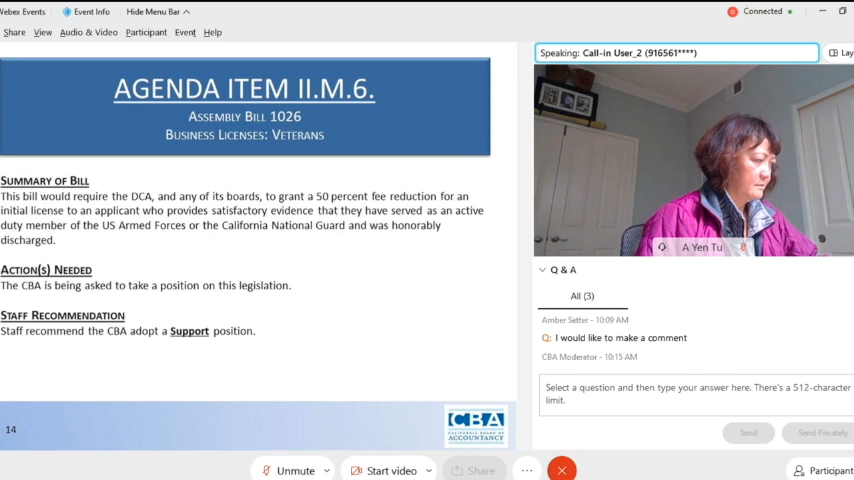 Webex Events
Event Info
Hide Menu Bar
Connected
Share View Audio & Video Participant Event Help
AGENDA ITEM II.M.6.
ASSEMBLY BILL 1026
BUSINESS LICENSES: VETERANS
SUMMARY OF BILL
This bill would require the DCA, and any of its boards, to grant a 50 percent fee reduction for an
initial license to an applicant who provides satisfactory evidence that they have served as an active
duty member of the US Armed Forces or the California National Guard and was honorably
discharged.
ACTION(S) NEEDED
The CBA is being asked to take a position on this legislation.
STAFF RECOMMENDATION
Staff recommend the CBA adopt a Support position.
14
CBA
CALIFORNIA BOARD OF
ACCOUNTANCY
Speaking: Call-in User_2 (916561****)
Lay
A Yen Tu
Q & A
All (3)
Amber Setter - 10:09 AM
Q: I would like to make a comment
CBA Moderator - 10:15 AM
Select a question and then type your answer here. There's a 512-character
limit.
Send
Send Privately
Unmute
Start video
Share
Participant